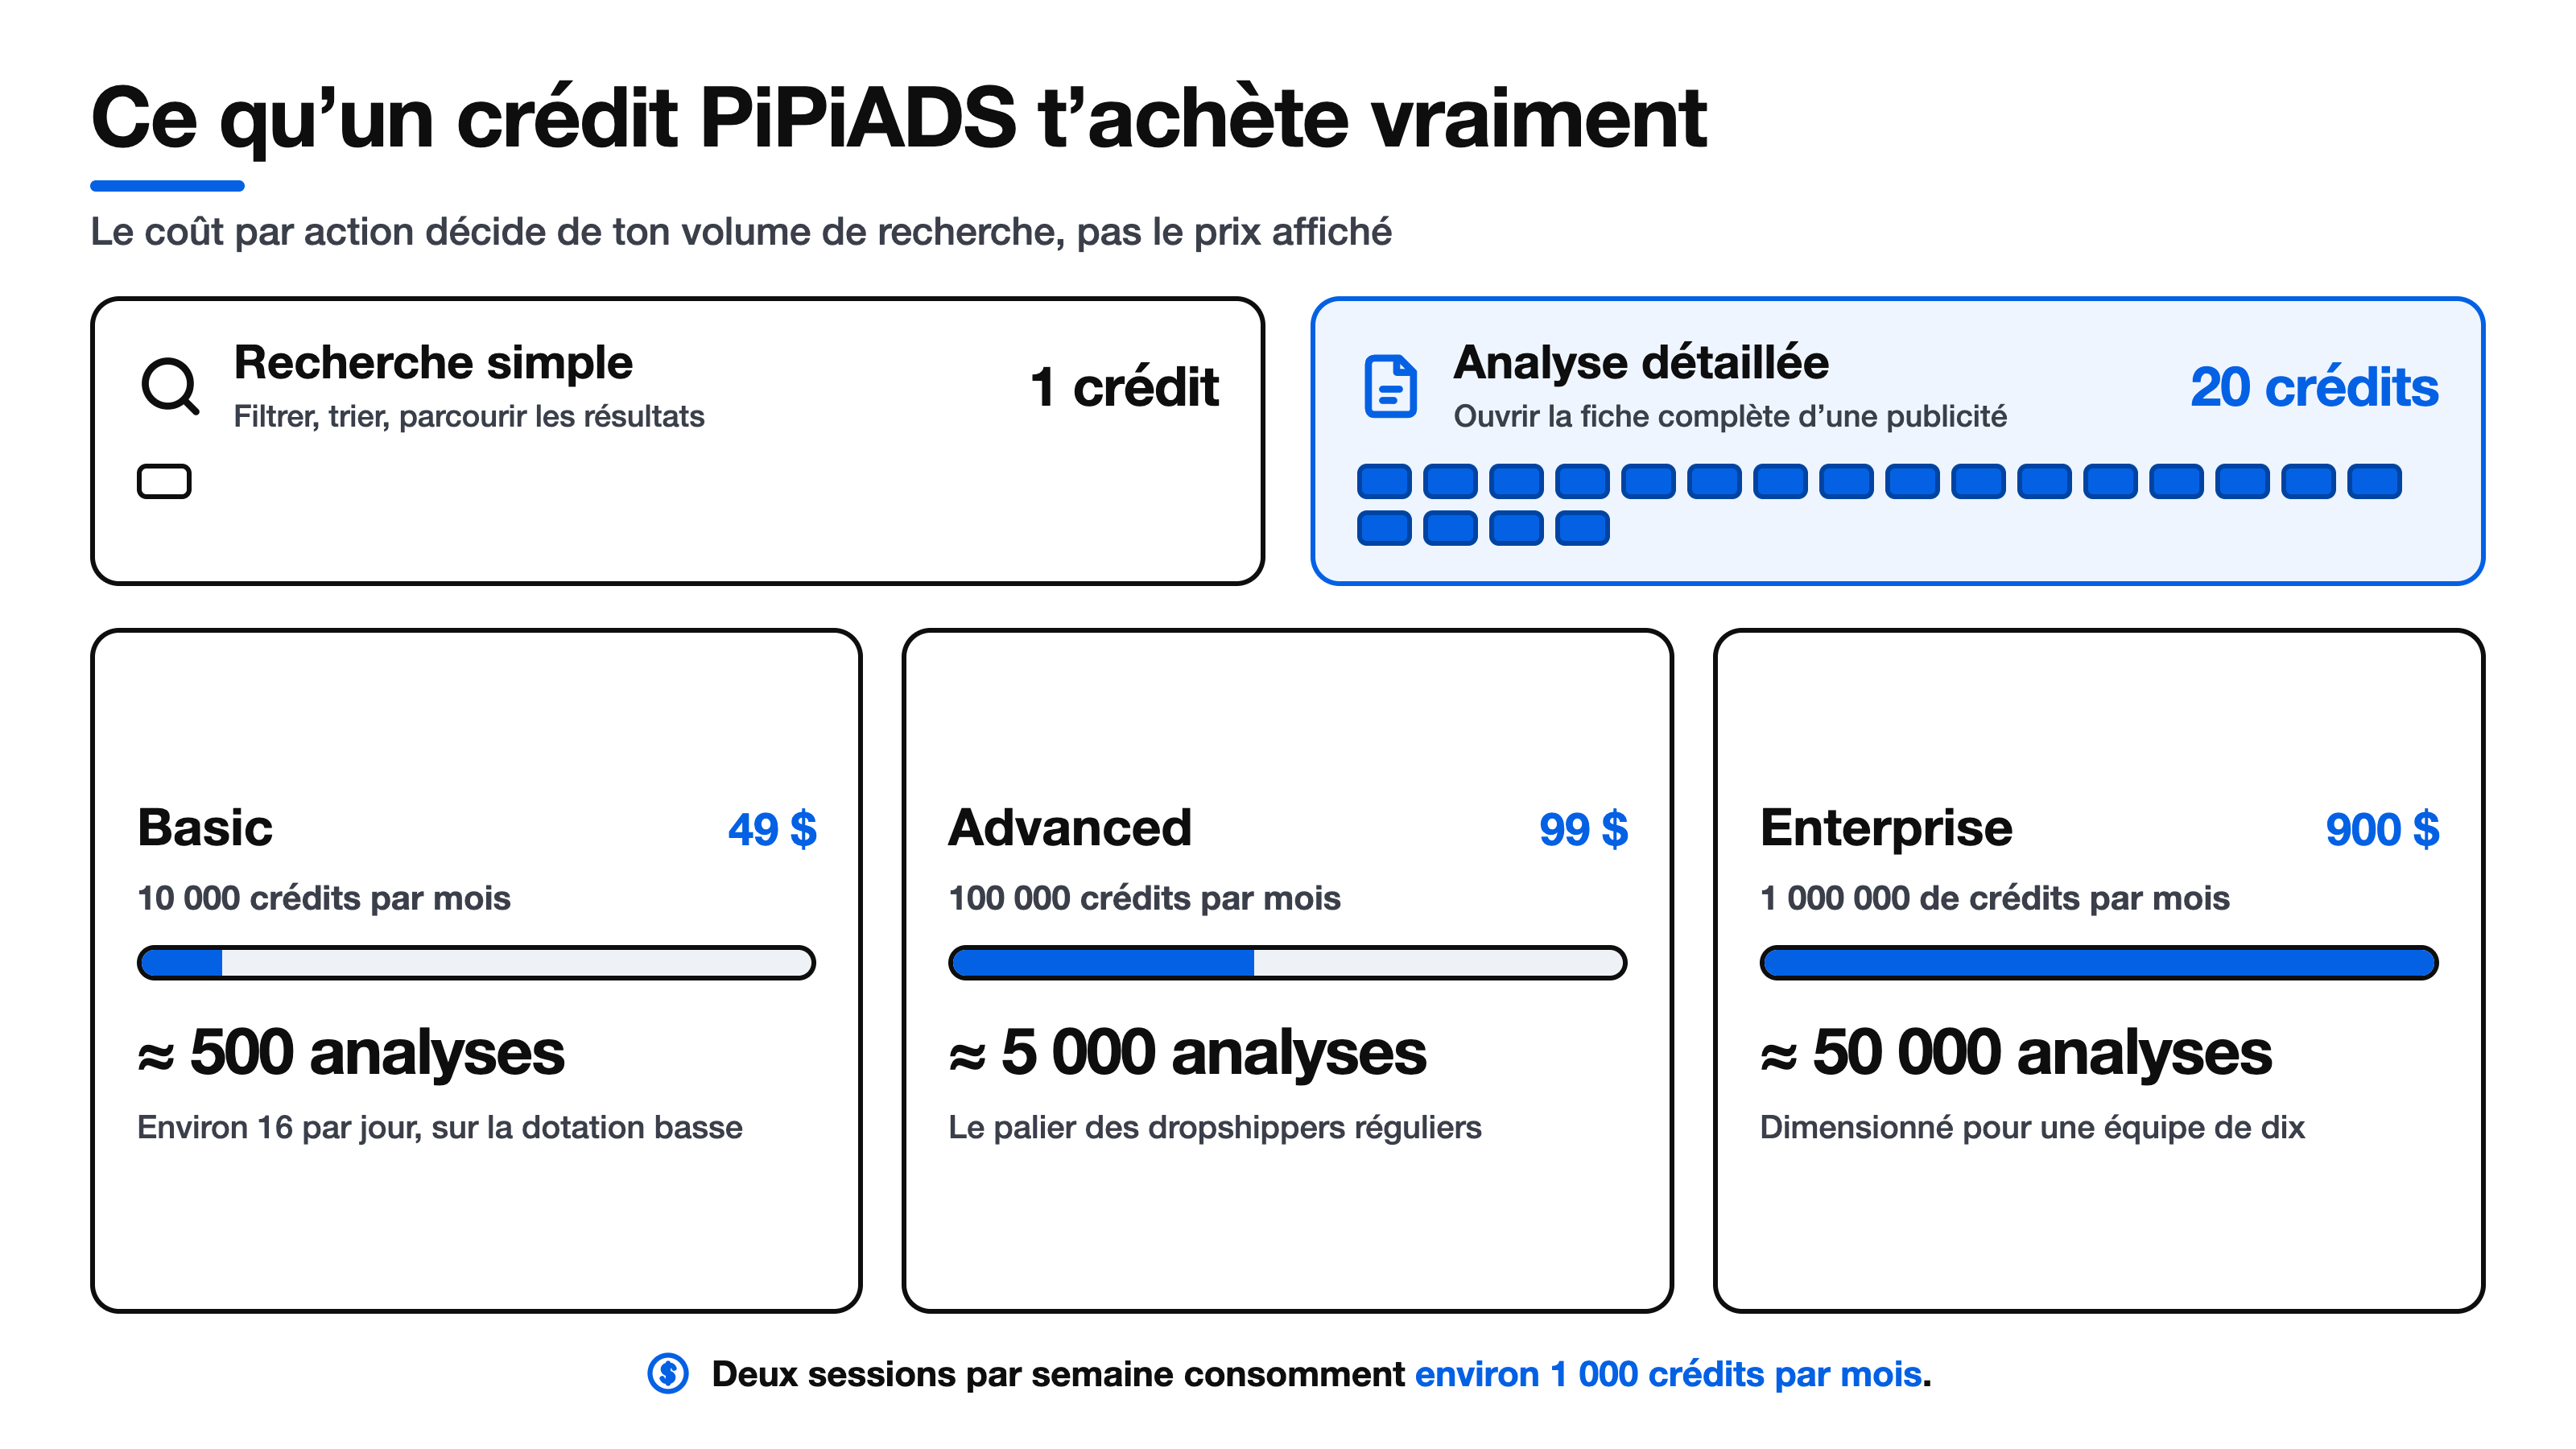 Ce qu’un crédit PiPiADS t’achète vraiment
Le coût par action décide de ton volume de recherche, pas le prix affiché
Recherche simple
Filtrer, trier, parcourir les résultats
1 crédit
Analyse détaillée
Ouvrir la fiche complète d’une publicité
20 crédits
Basic
49 $
10 000 crédits par mois
≈ 500 analyses
Environ 16 par jour, sur la dotation basse
Advanced
99 $
100 000 crédits par mois
≈ 5 000 analyses
Le palier des dropshippers réguliers
Enterprise
900 $
1 000 000 de crédits par mois
≈ 50 000 analyses
Dimensionné pour une équipe de dix
$ Deux sessions par semaine consomment environ 1 000 crédits par mois.